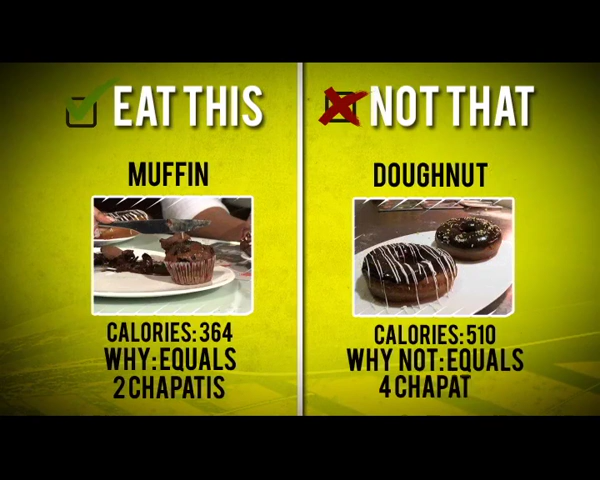 EAT THIS
MUFFIN
CALORIES: 364
WHY: EQUALS
2 CHAPATIS
NOT THAT
DOUGHNUT
CALORIES: 510
WHY NOT: EQUALS
4 CHAPAT